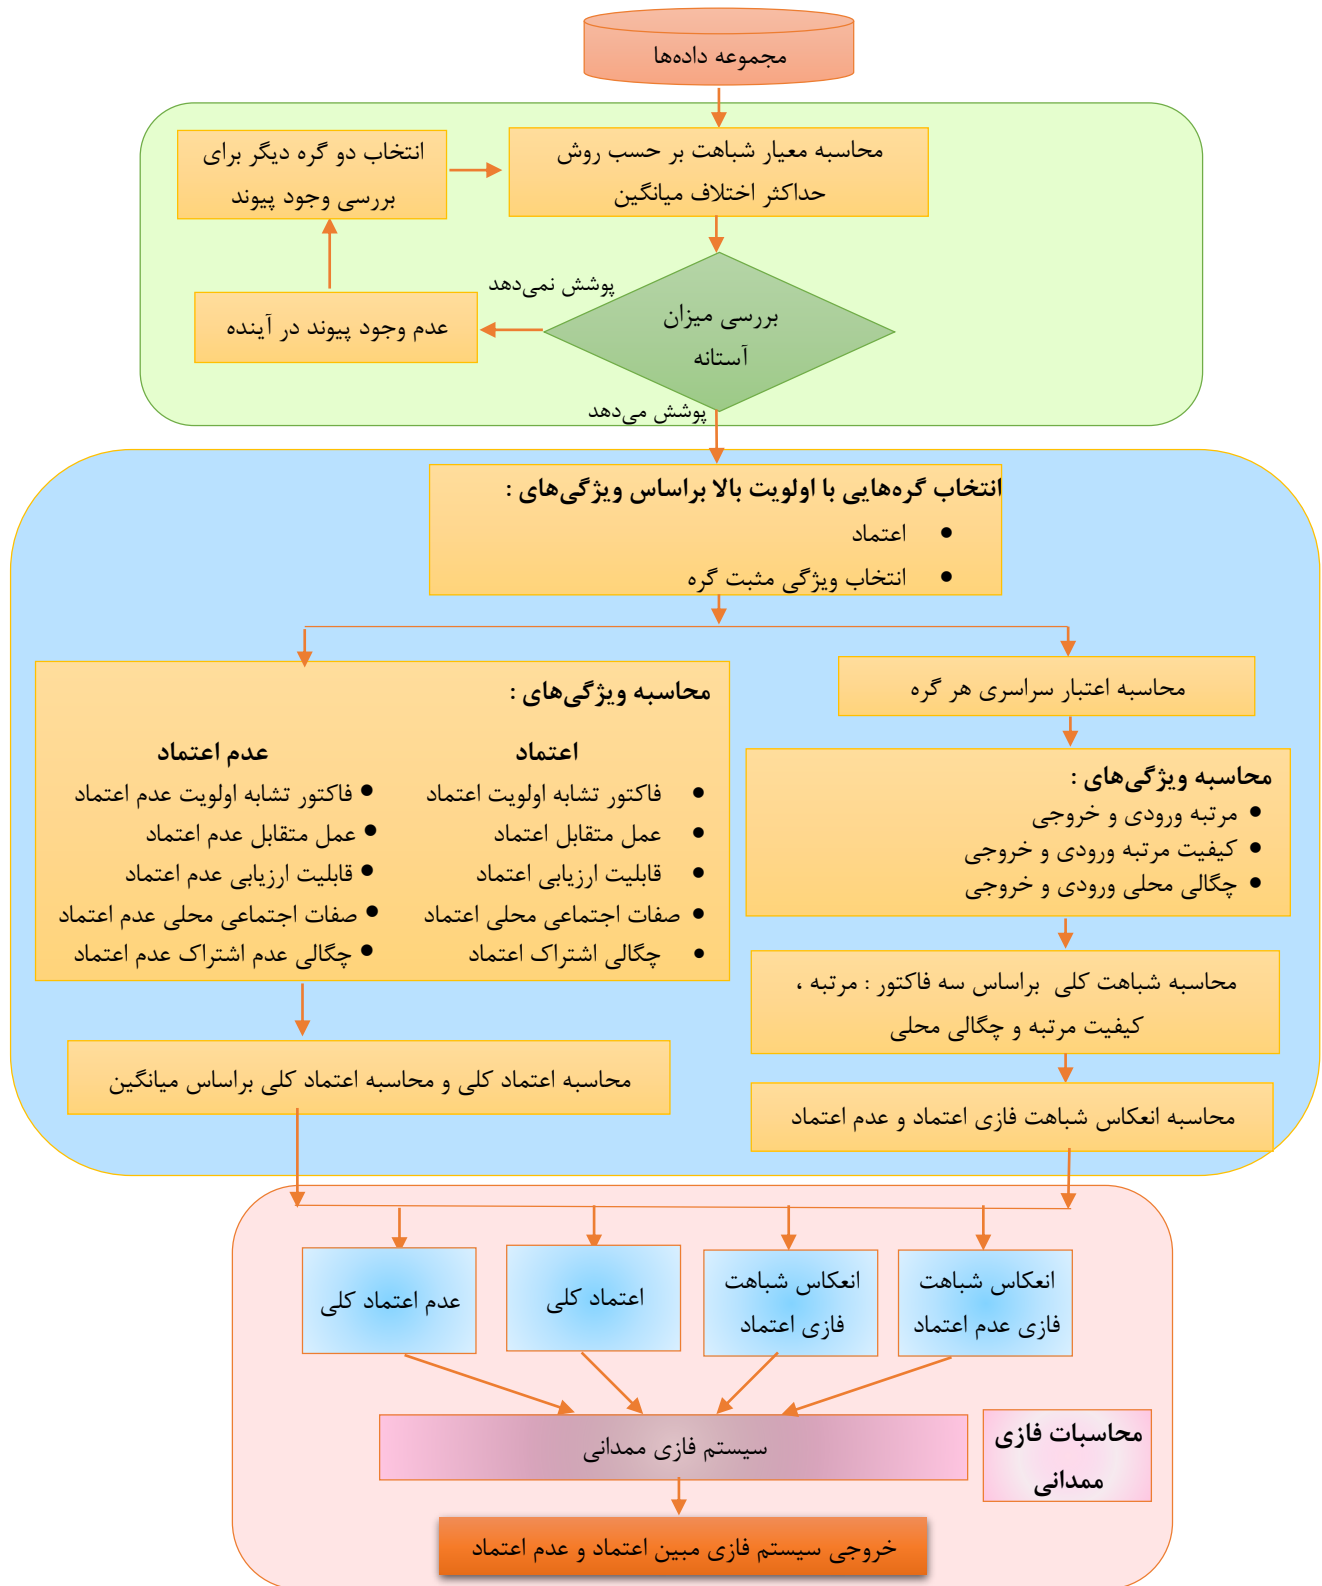 مجموعه داده‌ها
محاسبه معیار شباهت بر حسب روش
حداکثر اختلاف میانگین
انتخاب دو گره دیگر برای
بررسی وجود پیوند
پوشش نمی‌دهد
بررسی میزان
آستانه
عدم وجود پیوند در آینده
پوشش می‌دهد
انتخاب گره‌هایی با اولویت بالا براساس ویژگی‌های :
● اعتماد
● انتخاب ویژگی مثبت گره
محاسبه اعتبار سراسری هر گره
محاسبه ویژگی‌های :
● مرتبه ورودی و خروجی
● کیفیت مرتبه ورودی و خروجی
● چگالی محلی ورودی و خروجی
محاسبه شباهت کلی براساس سه فاکتور : مرتبه ،
کیفیت مرتبه و چگالی محلی
محاسبه انعکاس شباهت فازی اعتماد و عدم اعتماد
محاسبه ویژگی‌های :
اعتماد
● فاکتور تشابه اولویت اعتماد
● عمل متقابل اعتماد
● قابلیت ارزیابی اعتماد
● صفات اجتماعی محلی اعتماد
● چگالی اشتراک اعتماد
عدم اعتماد
● فاکتور تشابه اولویت عدم اعتماد
● عمل متقابل عدم اعتماد
● قابلیت ارزیابی عدم اعتماد
● صفات اجتماعی محلی عدم اعتماد
● چگالی عدم اشتراک عدم اعتماد
محاسبه اعتماد کلی و محاسبه اعتماد کلی براساس میانگین
انعکاس شباهت
فازی عدم اعتماد
انعکاس شباهت
فازی اعتماد
اعتماد کلی
عدم اعتماد کلی
محاسبات فازی
ممدانی
سیستم فازی ممدانی
خروجی سیستم فازی مبین اعتماد و عدم اعتماد